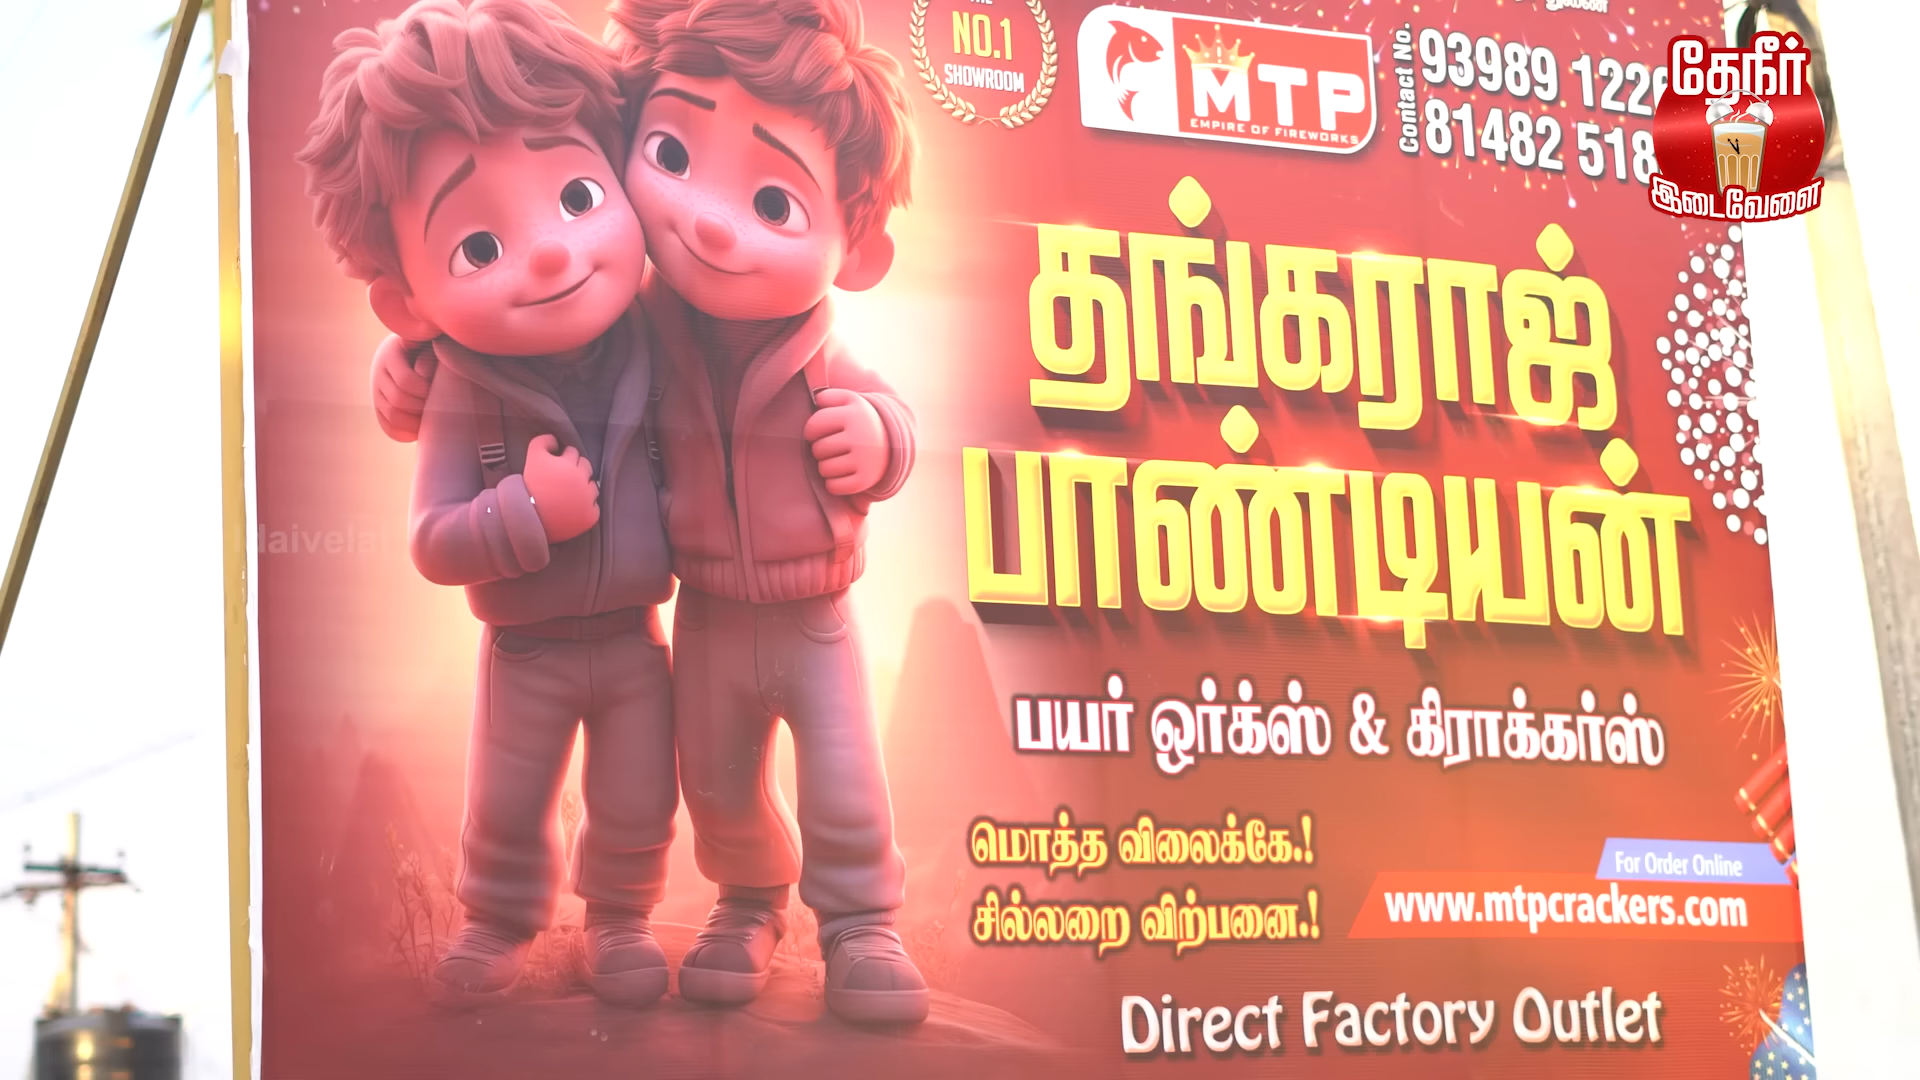 NO.1
SHOWROOM
MTP
EMPIRE OF FIREWORKS
Contact No.
93989 122
81482 518
தேநீர்
இடைவேளை
தங்கராஜ்
பாண்டியன்
பயர் ஒர்க்ஸ் & கிராக்கர்ஸ்
மொத்த விலைக்கே.!
சில்லறை விற்பனை.!
For Order Online
www.mtpcrackers.com
Direct Factory Outlet